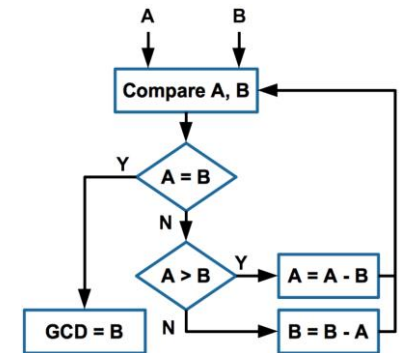 A B
Compare A, B
Y
A = B
N
A > B
Y
A = A - B
N
GCD = B
B = B - A